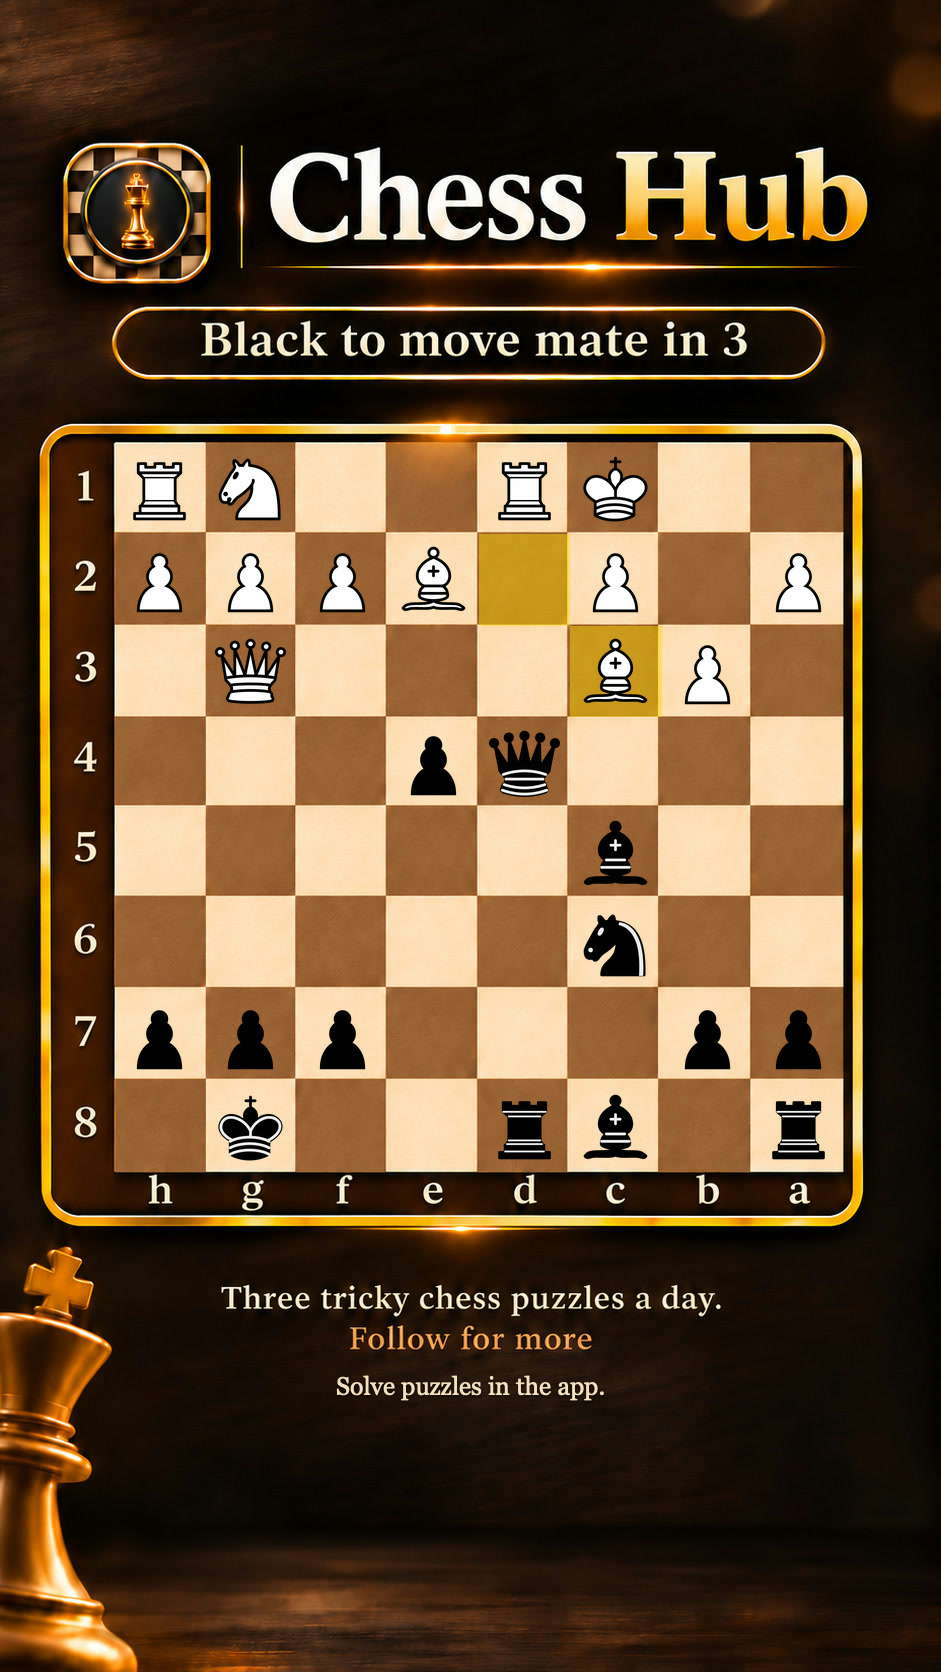 Chess Hub
Black to move mate in 3
1
2
3
4
5
6
7
8
h g f e d c b a
Three tricky chess puzzles a day.
Follow for more
Solve puzzles in the app.